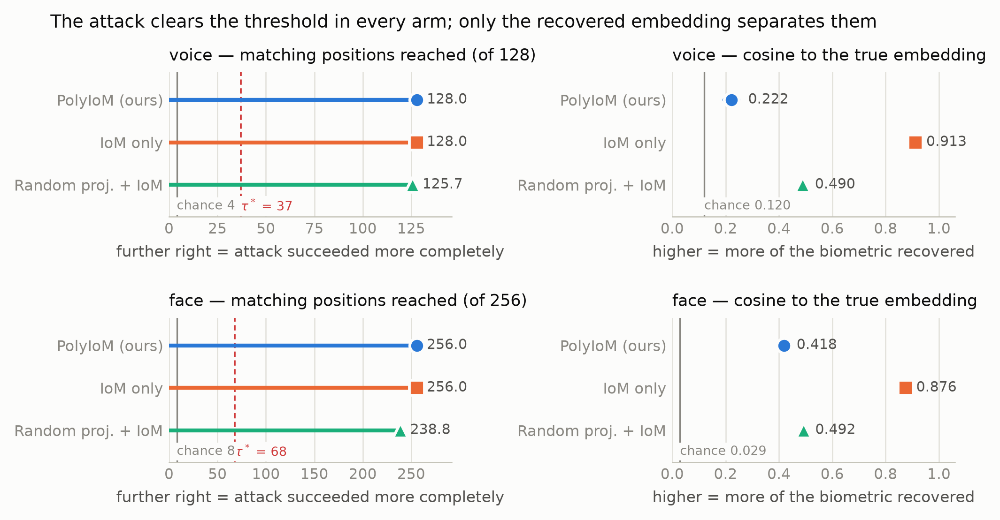 The attack clears the threshold in every arm; only the recovered embedding separates them
voice — matching positions reached (of 128)
PolyIoM (ours)
128.0
IoM only
128.0
Random proj. + IoM
125.7
chance 4
τ* = 37
0 25 50 75 100 125
further right = attack succeeded more completely
voice — cosine to the true embedding
PolyIoM (ours)
0.222
IoM only
0.913
Random proj. + IoM
0.490
chance 0.120
0.0 0.2 0.4 0.6 0.8 1.0
higher = more of the biometric recovered
face — matching positions reached (of 256)
PolyIoM (ours)
256.0
IoM only
256.0
Random proj. + IoM
238.8
chance 8
τ* = 68
0 50 100 150 200 250
further right = attack succeeded more completely
face — cosine to the true embedding
PolyIoM (ours)
0.418
IoM only
0.876
Random proj. + IoM
0.492
chance 0.029
0.0 0.2 0.4 0.6 0.8 1.0
higher = more of the biometric recovered